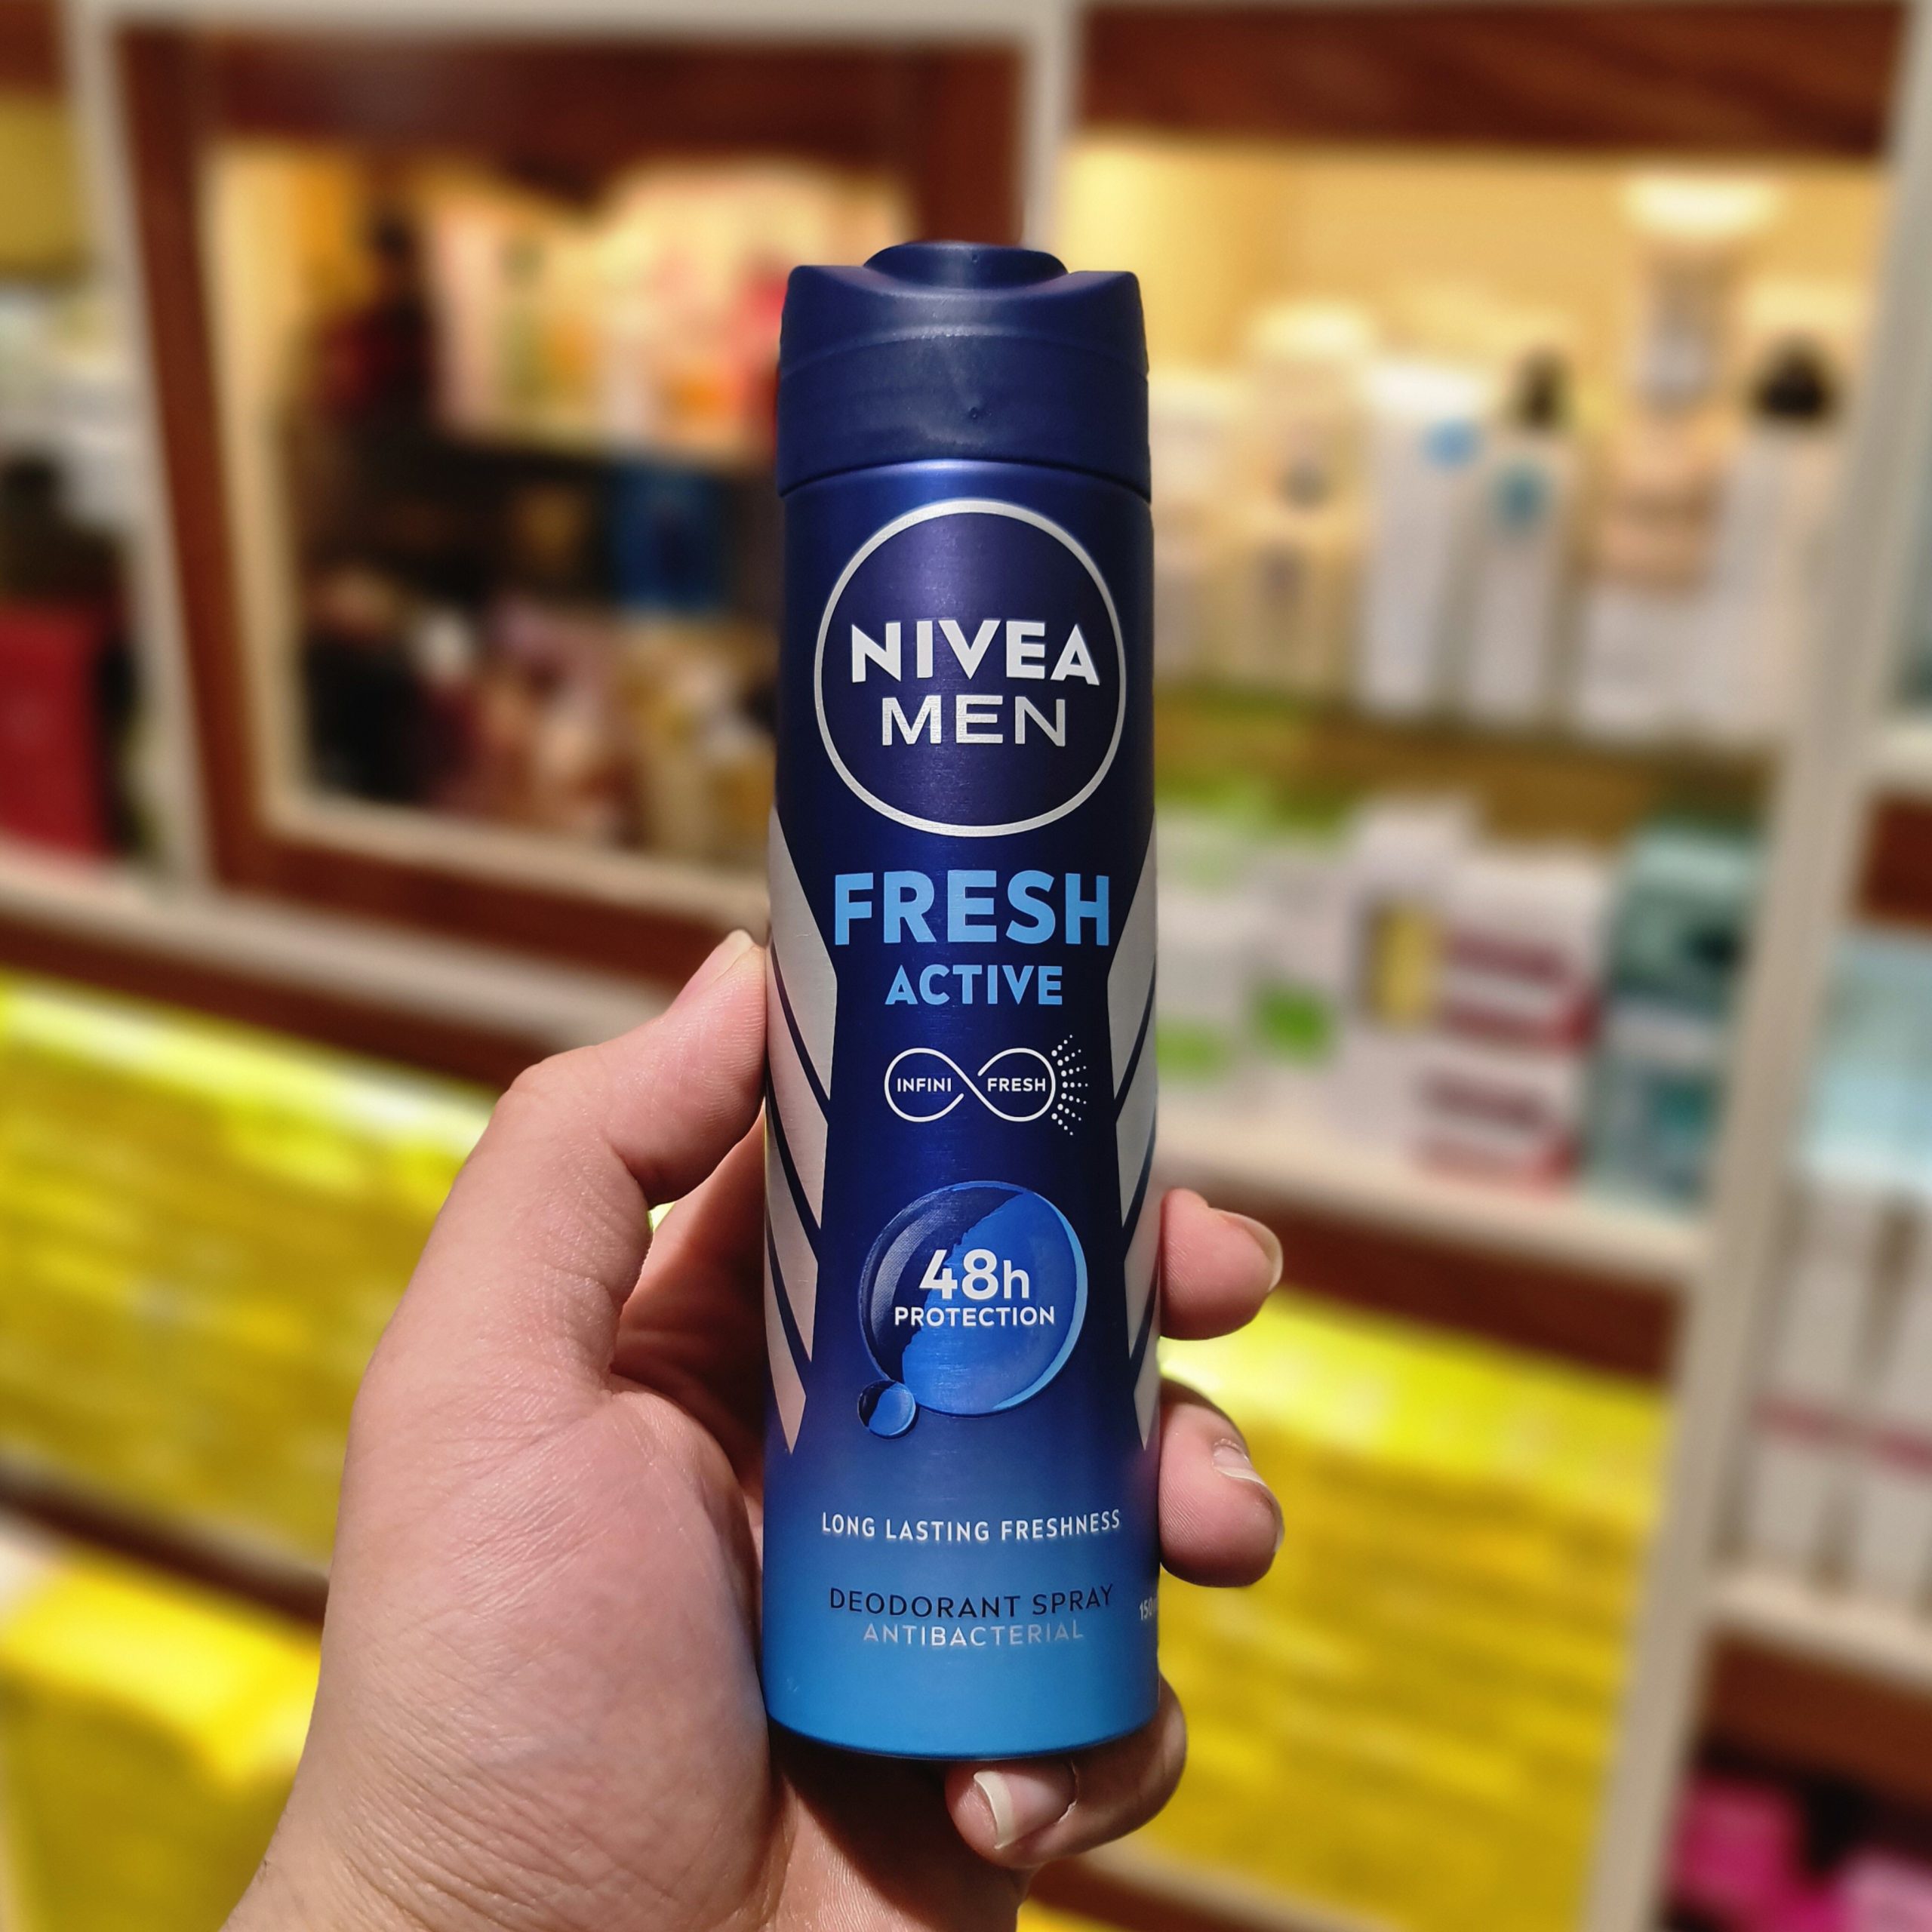 NIVEA
MEN
FRESH
ACTIVE
INFINI FRESH
48h
PROTECTION
LONG LASTING FRESHNESS
DEODORANT SPRAY
ANTIBACTERIAL